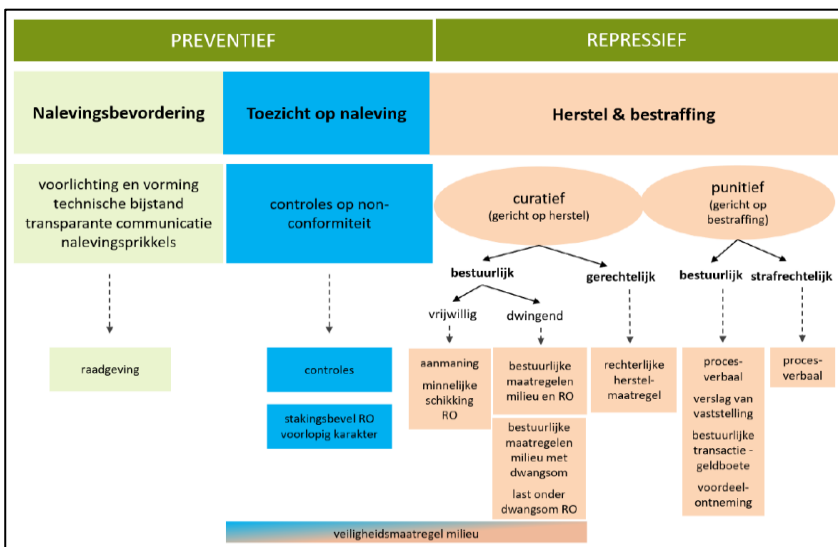 PREVENTIEF
REPRESSIEF
Nalevingsbevordering
Toezicht op naleving
Herstel & bestraffing
voorlichting en vorming
technische bijstand
transparante communicatie
nalevingsprikkels
controles op non-
conformiteit
curatief
(gericht op herstel)
punitief
(gericht op
bestraffing)
bestuurlijk
gerechtelijk
bestuurlijk
strafrechtelijk
vrijwillig
dwingend
raadgeving
controles
stakingsbevel RO
voorlopig karakter
aanmaning
minnelijke
schikking
RO
bestuurlijke
maatregelen
milieu en RO
bestuurlijke
maatregelen
milieu met
dwangsom
last onder
dwangsom RO
rechterlijke
herstel-
maatregel
proces-
verbaal
verslag van
vaststelling
bestuurlijke
transactie -
geldboete
voordeel-
ontneming
proces-
verbaal
veiligheidsmaatregel milieu